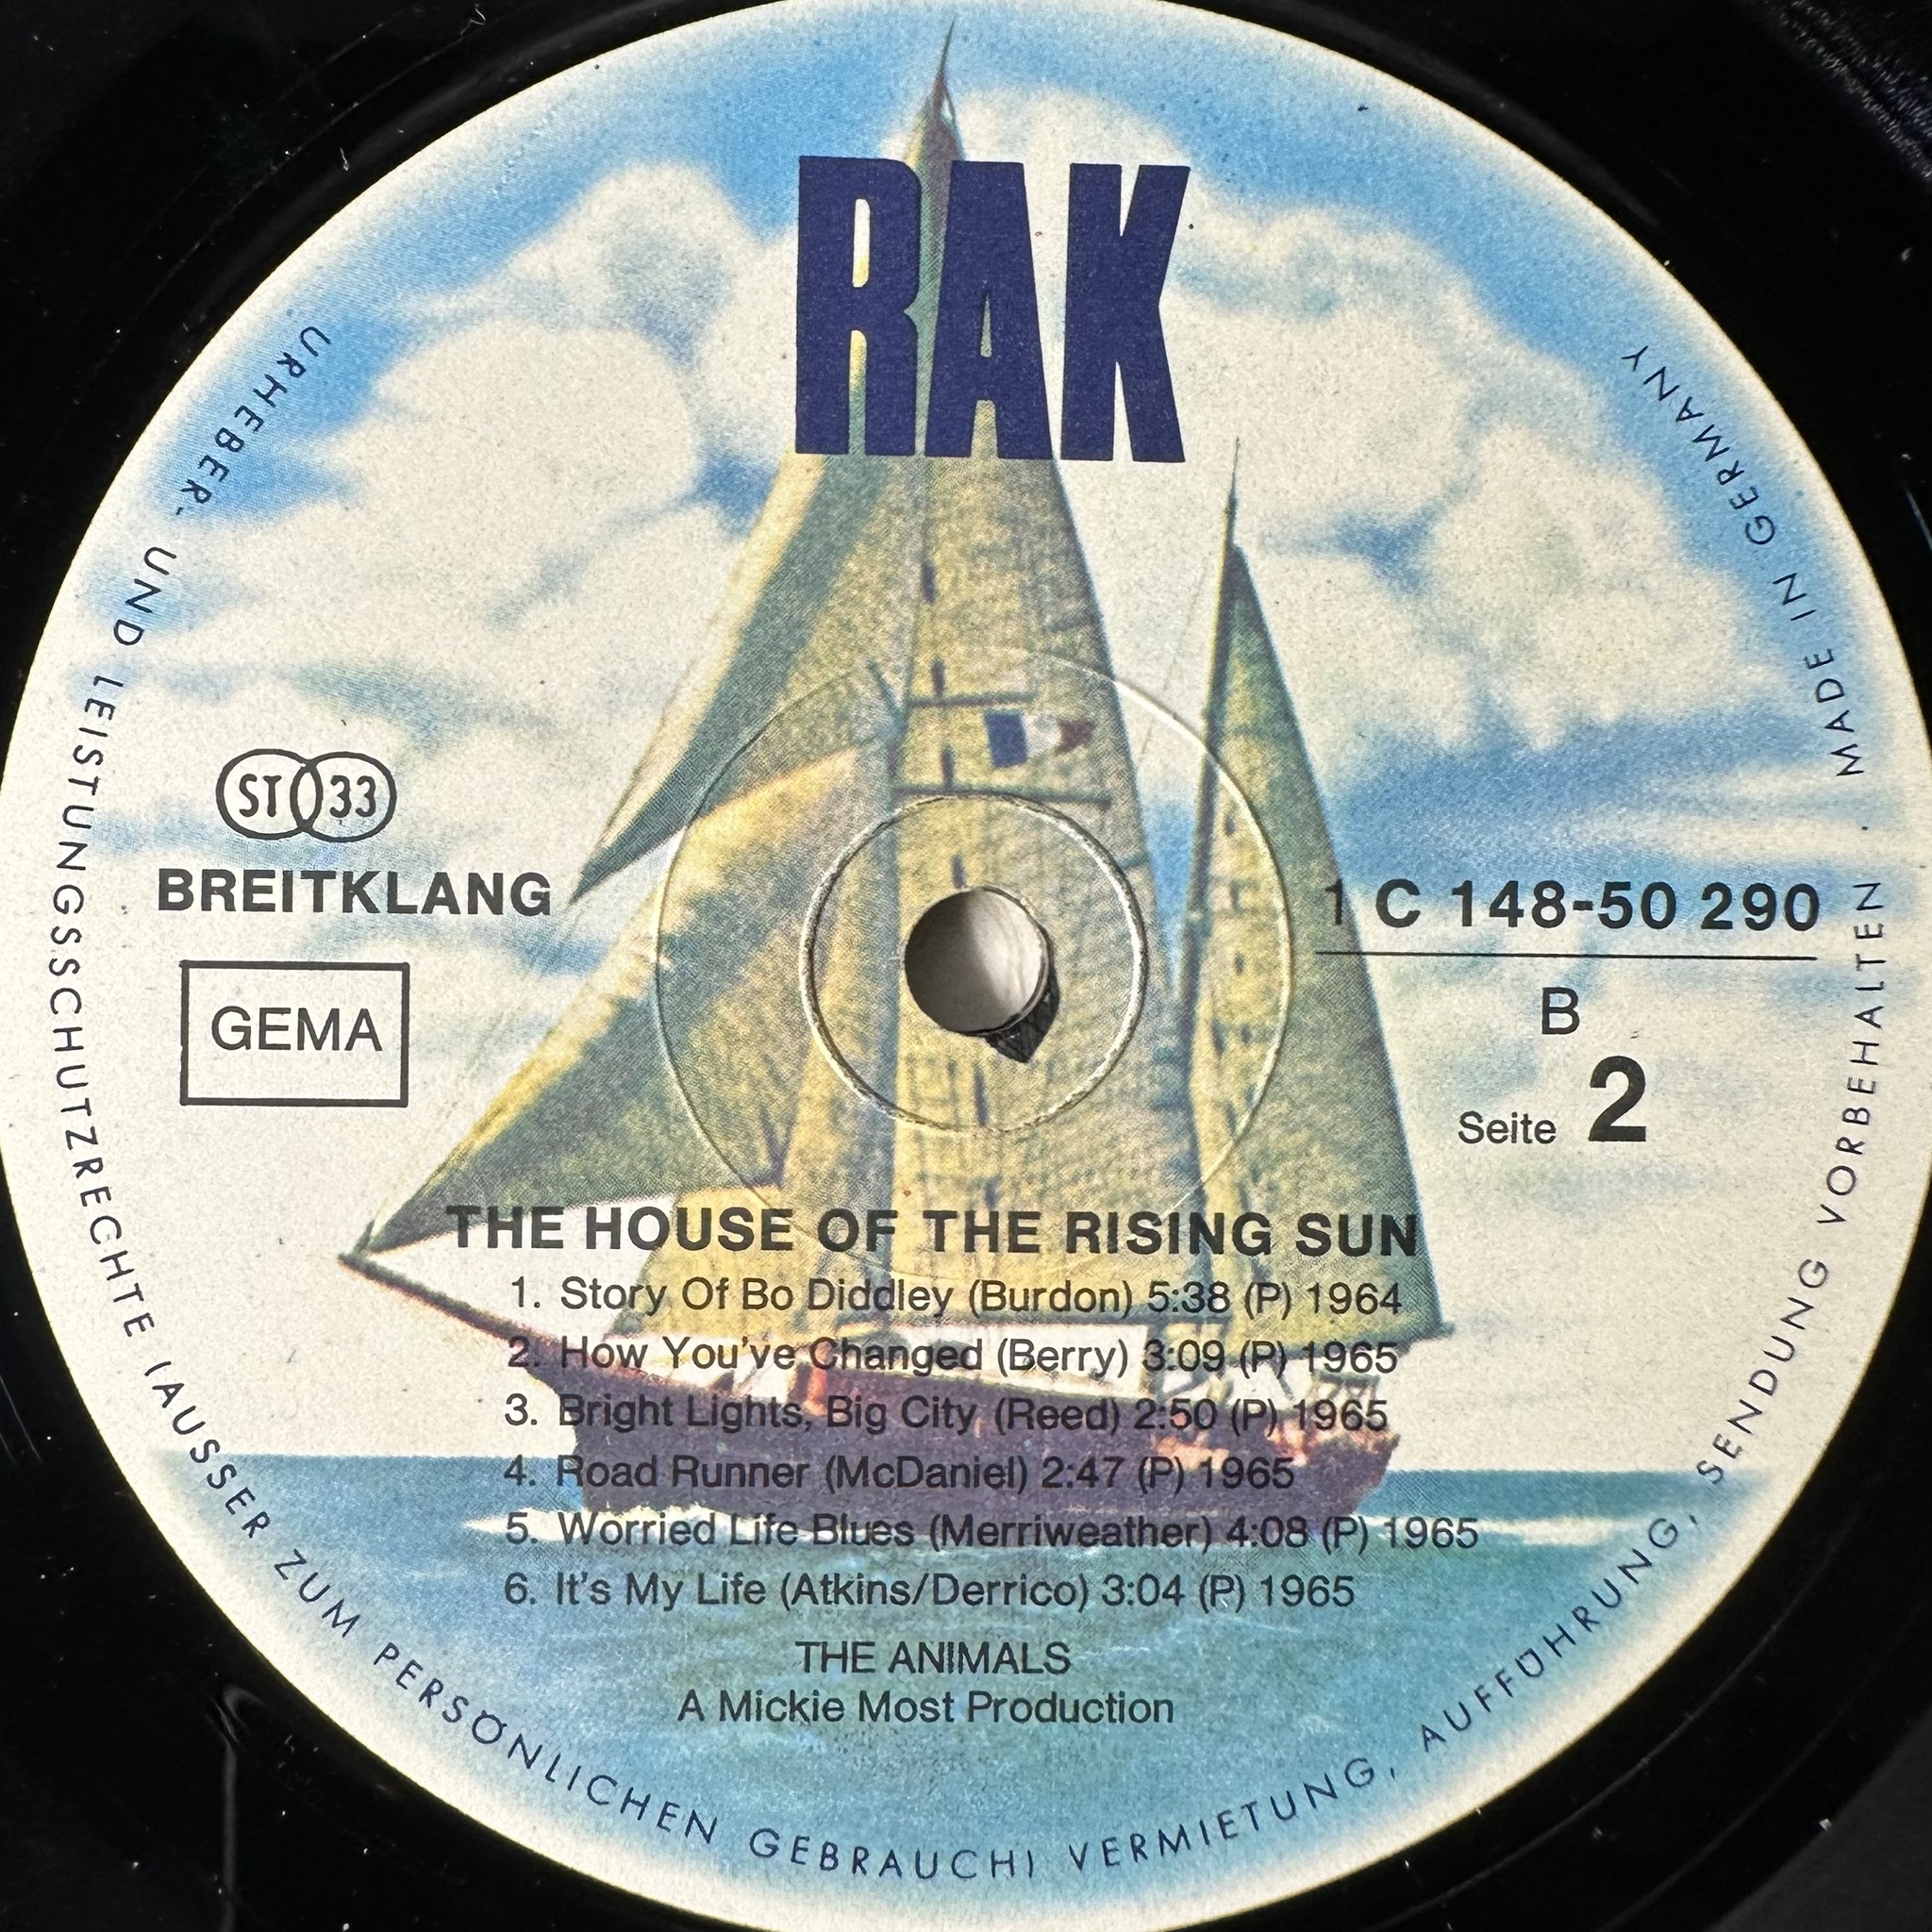 RAK
URHEBER- UND LEISTUNGSSCHUTZRECHTE (AUSSER ZUM PERSÖNLICHEN GEBRAUCH) VERMIETUNG, AUFFÜHRUNG, SENDUNG VORBEHALTEN · MADE IN GERMANY
ST 33
BREITKLANG
GEMA
1 C 148-50 290
B
Seite 2
THE HOUSE OF THE RISING SUN
1. Story Of Bo Diddley (Burdon) 5:38 (P) 1964
2. How You've Changed (Berry) 3:09 (P) 1965
3. Bright Lights, Big City (Reed) 2:50 (P) 1965
4. Road Runner (McDaniel) 2:47 (P) 1965
5. Worried Life Blues (Merriweather) 4:08 (P) 1965
6. It's My Life (Atkins/Derrico) 3:04 (P) 1965
THE ANIMALS
A Mickie Most Production